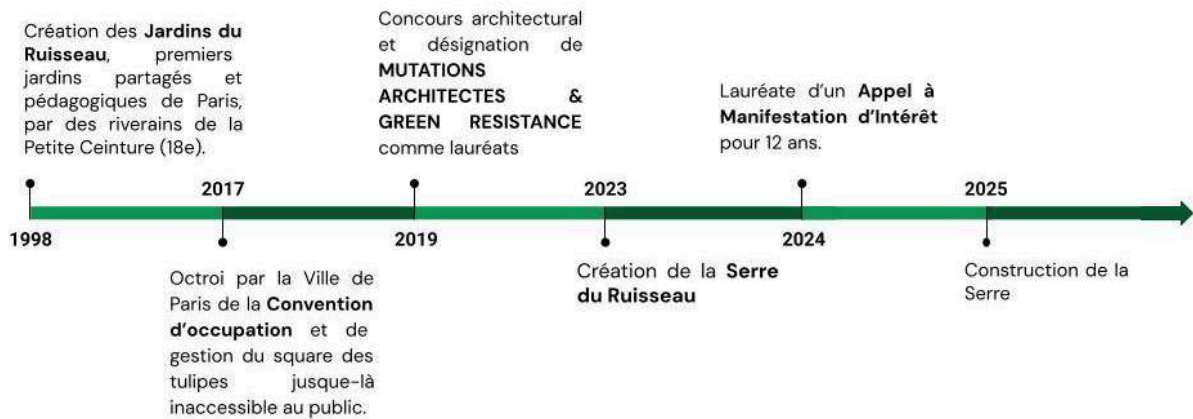 Création des Jardins du
Ruisseau, premiers
jardins partagés et
pédagogiques de Paris,
par des riverains de la
Petite Ceinture (18e).
1998
2017
Octroi par la Ville de
Paris de la Convention
d'occupation et de
gestion du square des
tulipes jusque-là
inaccessible au public.
Concours architectural
et désignation de
MUTATIONS
ARCHITECTES &
GREEN RESISTANCE
comme lauréats
2019
2023
Création de la Serre
du Ruisseau
Lauréate d'un Appel à
Manifestation d'Intérêt
pour 12 ans.
2024
2025
Construction de la
Serre